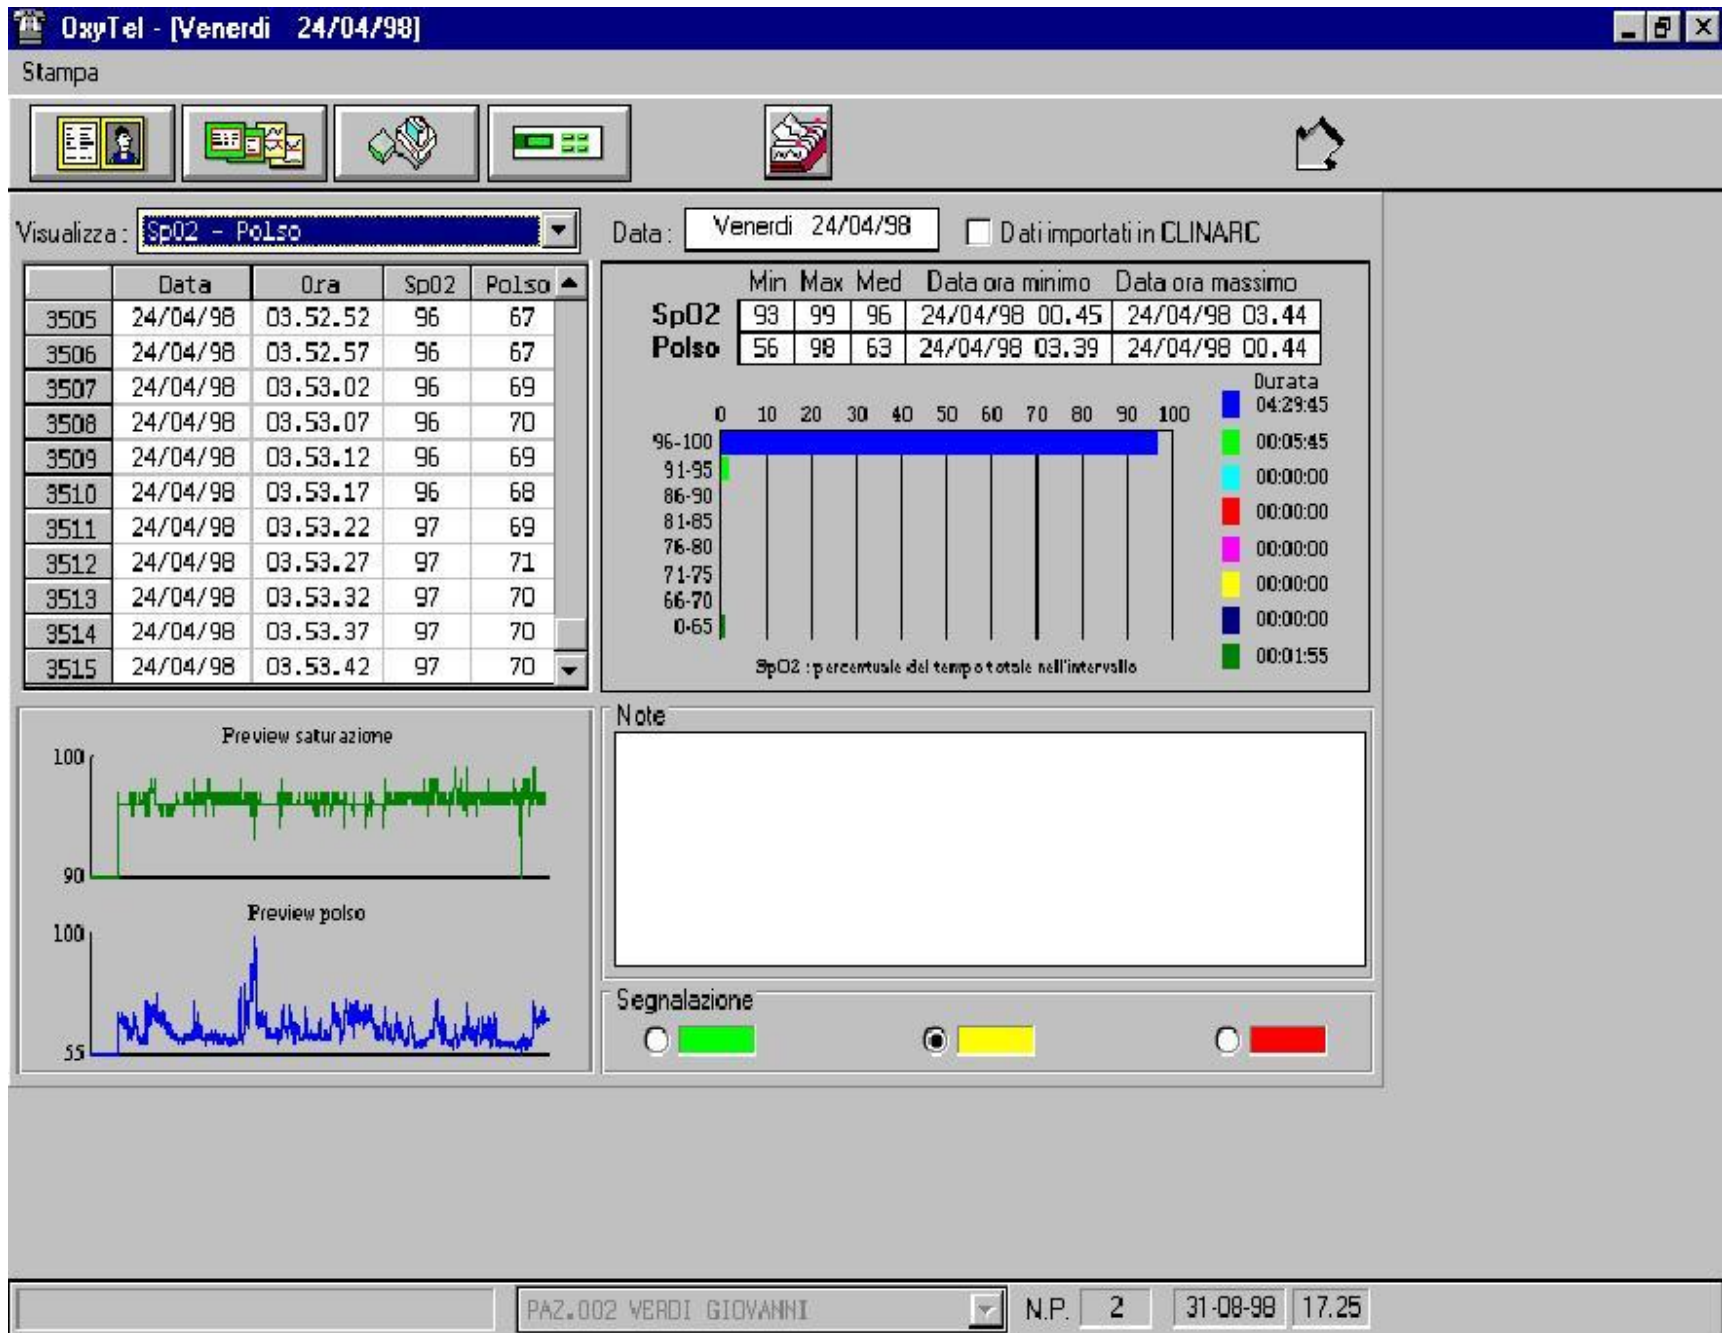 OxyTel - [Venerdi 24/04/98]
Stampa
Visualizza : SpO2 - Polso
Data : Venerdi 24/04/98 Dati importati in CLINARC
Data Ora SpO2 Polso
3505 24/04/98 03.52.52 96 67
3506 24/04/98 03.52.57 96 67
3507 24/04/98 03.53.02 96 69
3508 24/04/98 03.53.07 96 70
3509 24/04/98 03.53.12 96 69
3510 24/04/98 03.53.17 96 68
3511 24/04/98 03.53.22 97 69
3512 24/04/98 03.53.27 97 71
3513 24/04/98 03.53.32 97 70
3514 24/04/98 03.53.37 97 70
3515 24/04/98 03.53.42 97 70
Min Max Med Data ora minimo Data ora massimo
SpO2 93 99 96 24/04/98 00.45 24/04/98 03.44
Polso 56 98 63 24/04/98 03.39 24/04/98 00.44
0 10 20 30 40 50 60 70 80 90 100
96-100
91-95
86-90
81-85
76-80
71-75
66-70
0-65
SpO2 : percentuale del tempo totale nell'intervallo
Durata
04:29:45
00:05:45
00:00:00
00:00:00
00:00:00
00:00:00
00:00:00
00:01:55
Preview saturazione
100
90
Preview polso
100
55
Note
Segnalazione
PAZ.002 VERDI GIOVANNI N.P. 2 31-08-98 17.25